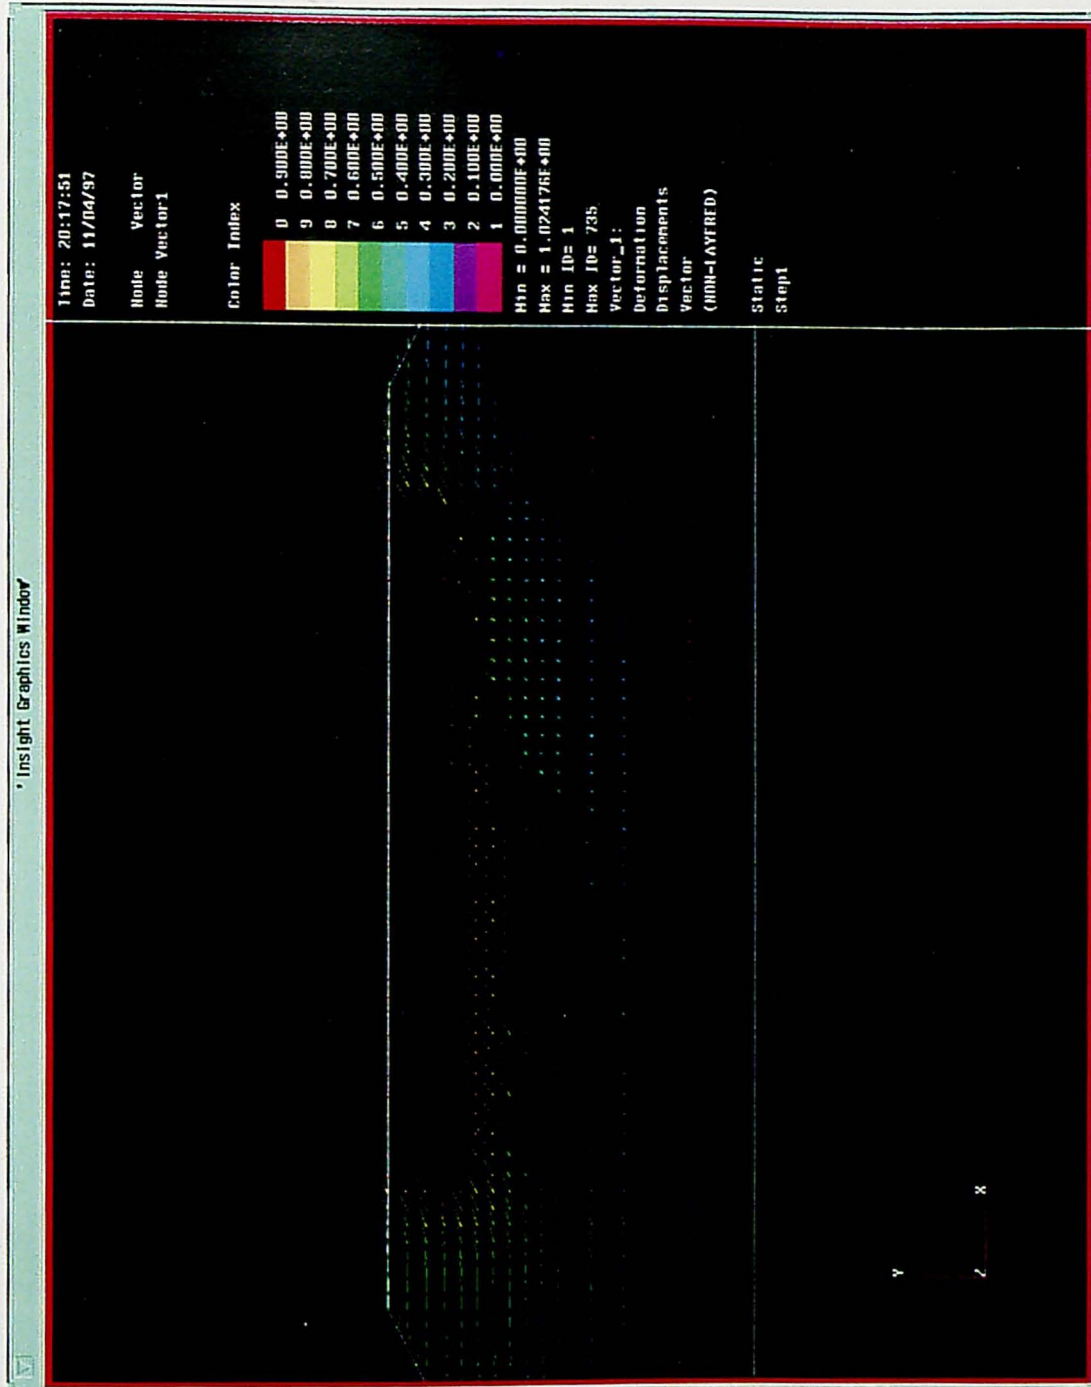 'Insight Graphics Window'
Time: 20:17:51
Date: 11/04/97
Node Vector
Node Vector1
Color Index
0 0.900E+00
9 0.800E+00
8 0.700E+00
7 0.600E+00
6 0.500E+00
5 0.400E+00
4 0.300E+00
3 0.200E+00
2 0.100E+00
1 0.000E+00
Min = 0.000000E+00
Max = 1.024176E+00
Min ID= 1
Max ID= 735
Vector_1:
Deformation
Displacements
Vector
(NON-LAYERED)
Static
Step1
Y
Z X